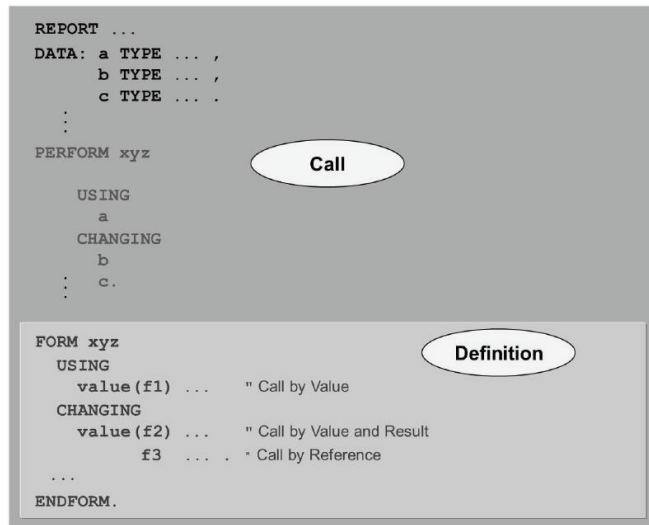 REPORT ...
DATA: a TYPE ... ,
b TYPE ... ,
c TYPE ... .
PERFORM xyz
Call
USING
a
CHANGING
b
c.
FORM xyz
Definition
USING
value(f1) ... " Call by Value
CHANGING
value(f2) ... " Call by Value and Result
f3 ... . " Call by Reference
...
ENDFORM.